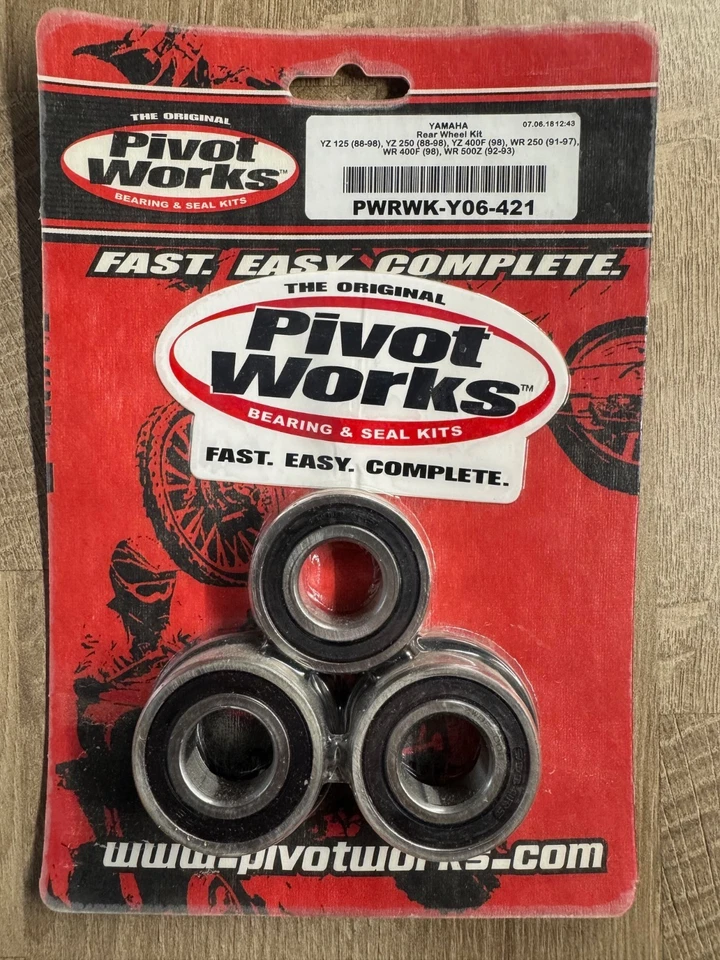 THE ORIGINAL
Pivot
Works™
BEARING & SEAL KITS
YAMAHA
07.06.18 12:43
Rear Wheel Kit
YZ 125 (88-98), YZ 250 (88-98), YZ 400F (98), WR 250 (91-97),
WR 400F (98), WR 500Z (92-93)
PWRWK-Y06-421
FAST. EASY. COMPLETE.
THE ORIGINAL
Pivot
Works™
BEARING & SEAL KITS
FAST. EASY. COMPLETE.
www.pivotworks.com